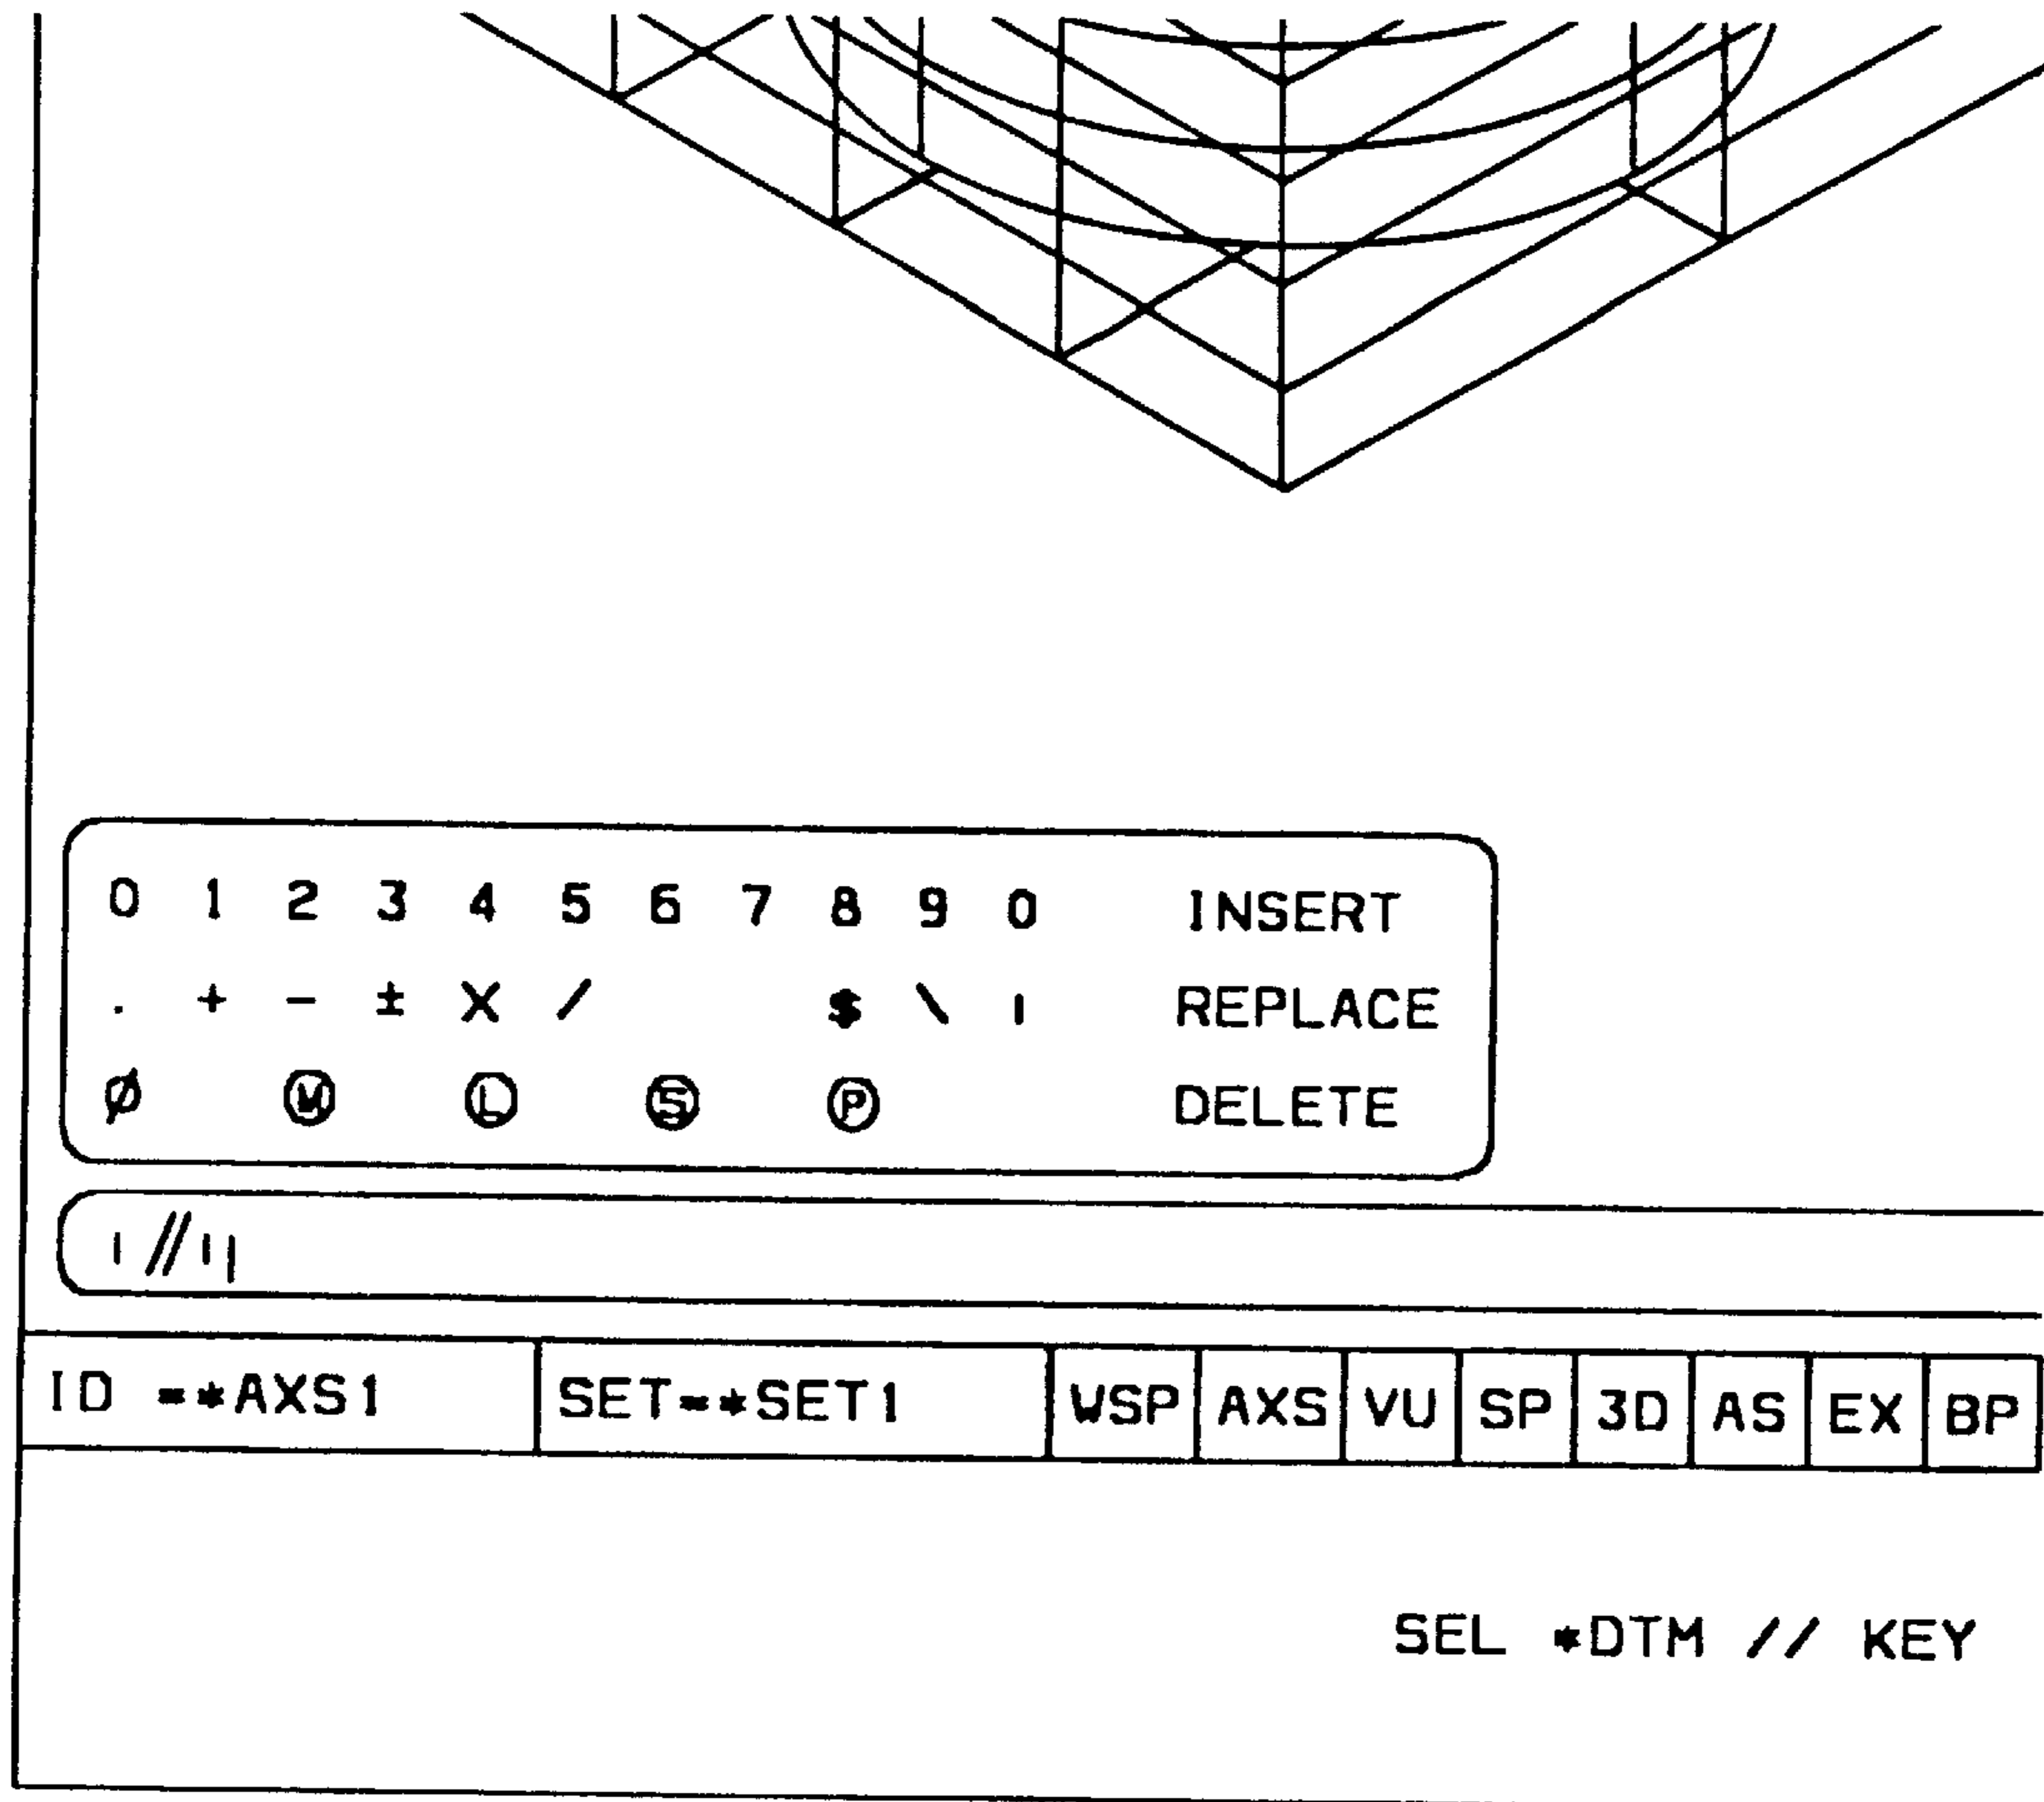 0 1 2 3 4 5 6 7 8 9 0 INSERT
. + - ± X / $ \ ı REPLACE
Ø Ⓜ Ⓛ Ⓢ Ⓟ DELETE
ı//ı|
ID =*AXS1 SET=*SET1 WSP AXS VU SP 3D AS EX BP
SEL *DTM // KEY